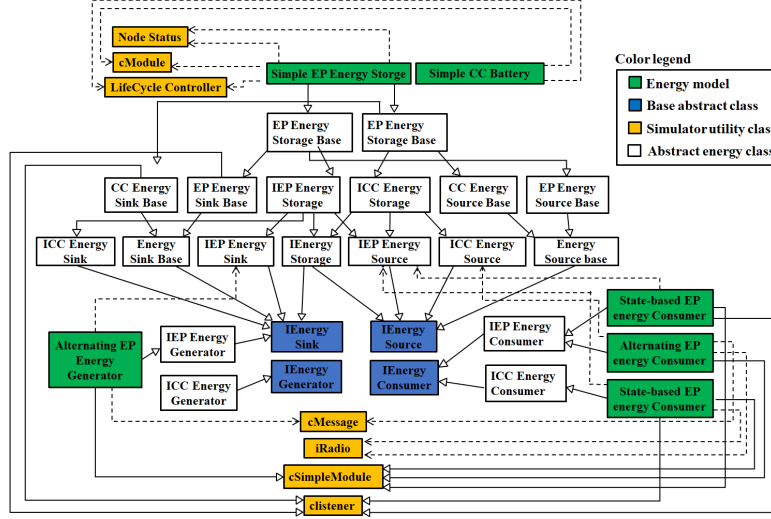 Node Status
cModule
LifeCycle Controller
Simple EP Energy Storge
Simple CC Battery
Color legend
Energy model
Base abstract class
Simulator utility class
Abstract energy class
EP Energy
Storage Base
EP Energy
Storage Base
CC Energy
Sink Base
EP Energy
Sink Base
IEP Energy
Storage
ICC Energy
Storage
CC Energy
Source Base
EP Energy
Source Base
ICC Energy
Sink
Energy
Sink Base
IEP Energy
Sink
IEnergy
Storage
IEP Energy
Source
ICC Energy
Source
Energy
Source base
State-based EP
energy Consumer
Alternating EP
Energy
Generator
IEP Energy
Generator
IEnergy
Sink
IEnergy
Source
IEP Energy
Consumer
Alternating EP
energy Consumer
ICC Energy
Generator
IEnergy
Generator
IEnergy
Consumer
ICC Energy
Consumer
State-based EP
energy Consumer
cMessage
iRadio
cSimpleModule
clistener